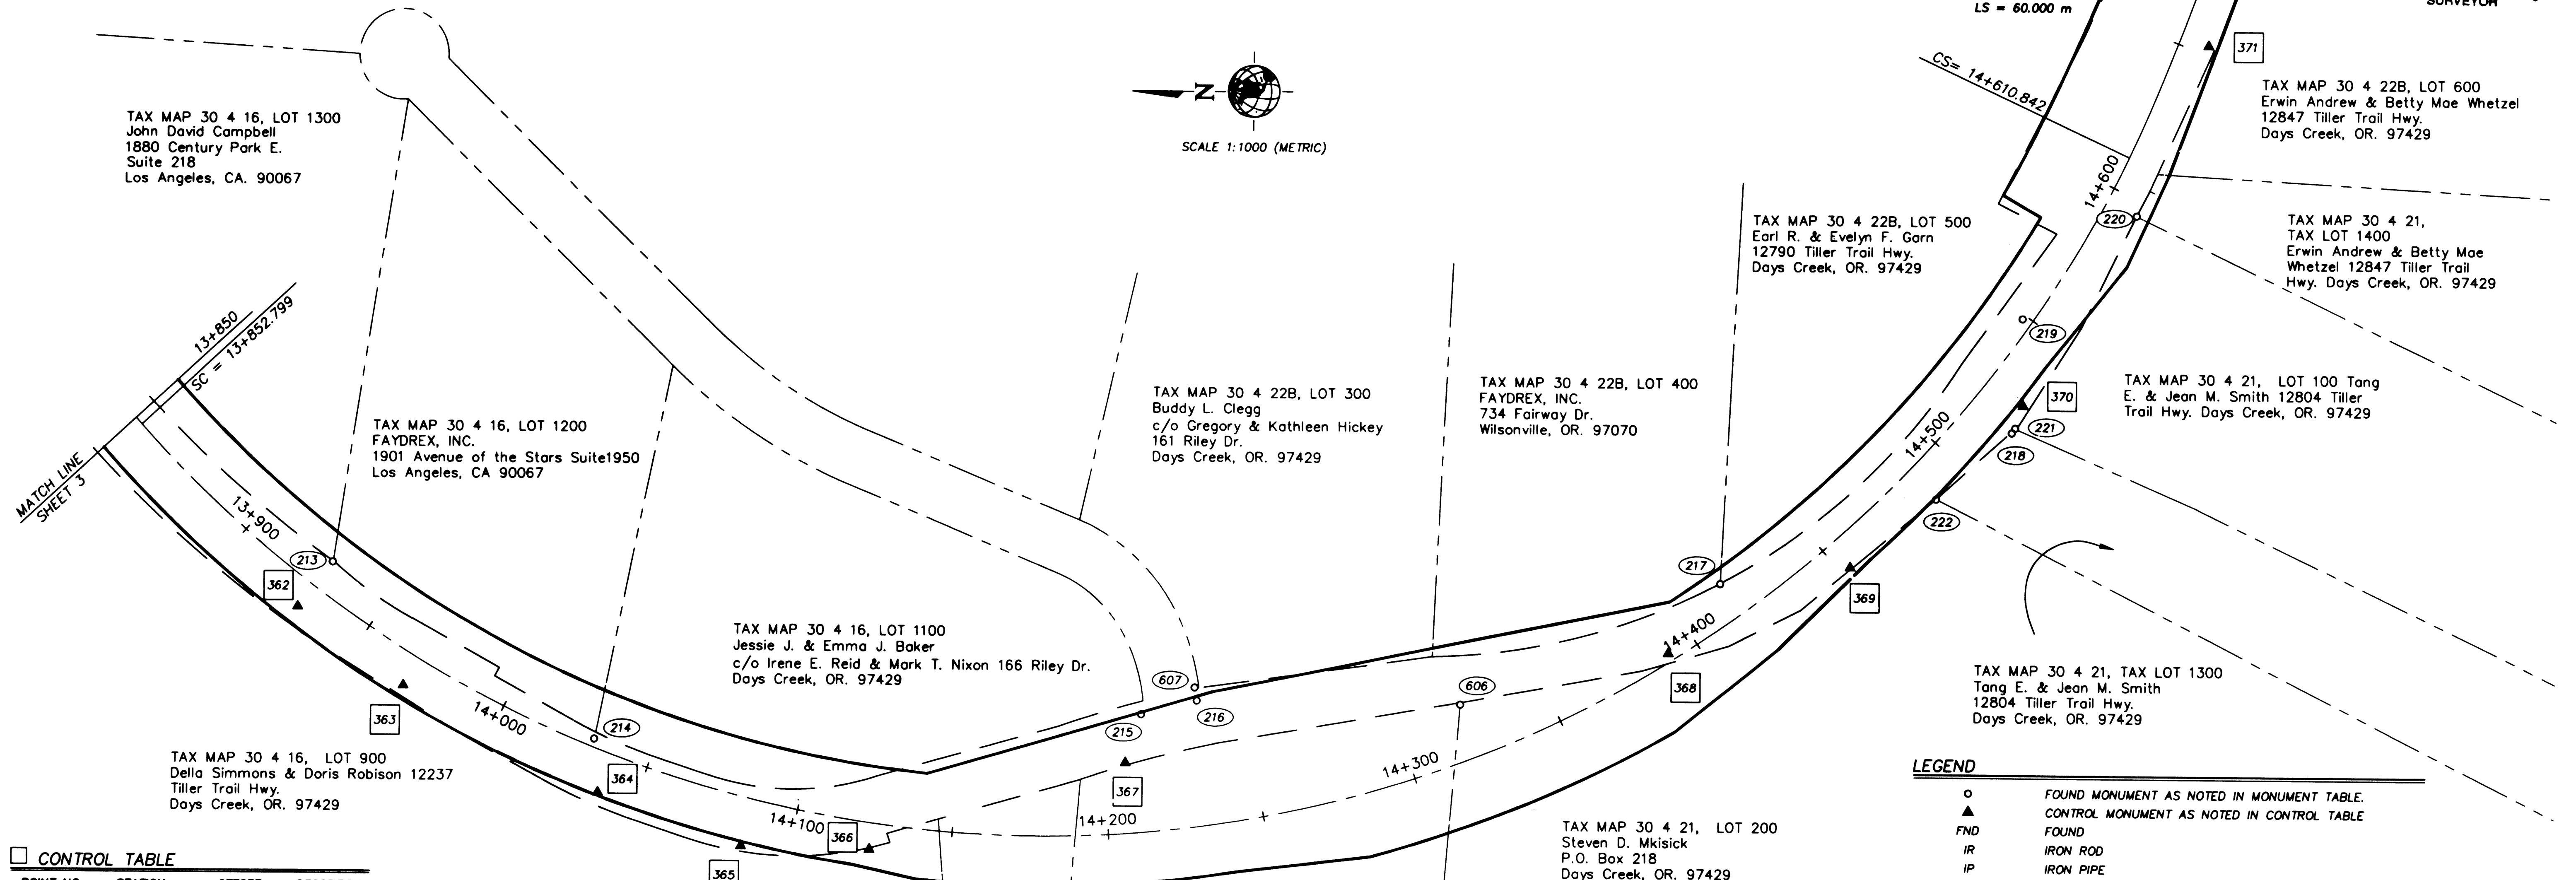 LS = 60.000 m
SURVEYOR
371
CS= 14+610.842
TAX MAP 30 4 22B, LOT 600
Erwin Andrew & Betty Mae Whetzel
12847 Tiller Trail Hwy.
Days Creek, OR. 97429
TAX MAP 30 4 16, LOT 1300
John David Campbell
1880 Century Park E.
Suite 218
Los Angeles, CA. 90067
N
SCALE 1:1000 (METRIC)
14+600
220
TAX MAP 30 4 22B, LOT 500
Earl R. & Evelyn F. Garn
12790 Tiller Trail Hwy.
Days Creek, OR. 97429
TAX MAP 30 4 21,
TAX LOT 1400
Erwin Andrew & Betty Mae
Whetzel 12847 Tiller Trail
Hwy. Days Creek, OR. 97429
13+850
SC = 13+852.799
219
TAX MAP 30 4 22B, LOT 300
Buddy L. Clegg
c/o Gregory & Kathleen Hickey
161 Riley Dr.
Days Creek, OR. 97429
TAX MAP 30 4 22B, LOT 400
FAYDREX, INC.
734 Fairway Dr.
Wilsonville, OR. 97070
370
TAX MAP 30 4 21, LOT 100 Tang
E. & Jean M. Smith 12804 Tiller
Trail Hwy. Days Creek, OR. 97429
TAX MAP 30 4 16, LOT 1200
FAYDREX, INC.
1901 Avenue of the Stars Suite1950
Los Angeles, CA 90067
14+500
221
218
MATCH LINE
SHEET 3
13+900
222
213
217
362
369
TAX MAP 30 4 16, LOT 1100
Jessie J. & Emma J. Baker
c/o Irene E. Reid & Mark T. Nixon 166 Riley Dr.
Days Creek, OR. 97429
14+400
607
606
368
TAX MAP 30 4 21, TAX LOT 1300
Tang E. & Jean M. Smith
12804 Tiller Trail Hwy.
Days Creek, OR. 97429
363
14+000
214
215
216
TAX MAP 30 4 16, LOT 900
Della Simmons & Doris Robison 12237
Tiller Trail Hwy.
Days Creek, OR. 97429
364
367
14+300
LEGEND
FOUND MONUMENT AS NOTED IN MONUMENT TABLE.
CONTROL MONUMENT AS NOTED IN CONTROL TABLE
FND FOUND
IR IRON ROD
IP IRON PIPE
14+100
366
14+200
TAX MAP 30 4 21, LOT 200
Steven D. Mkisick
P.O. Box 218
Days Creek, OR. 97429
CONTROL TABLE
365